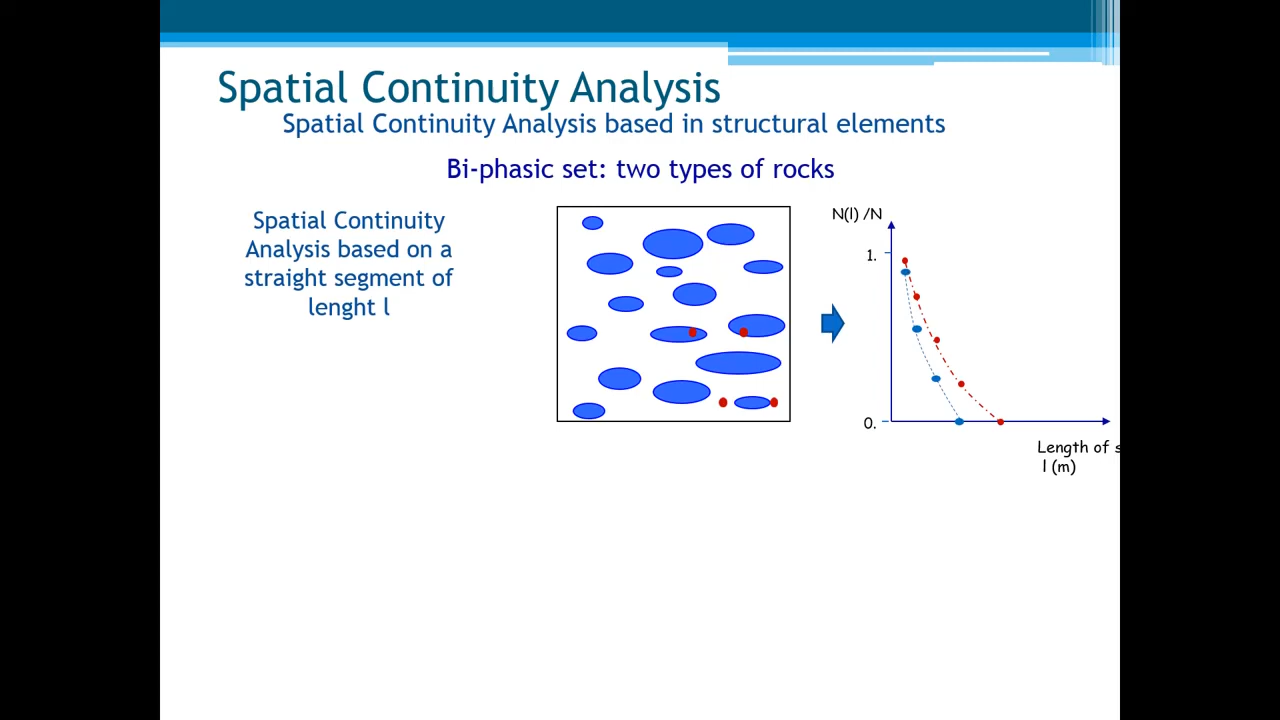 Spatial Continuity Analysis
Spatial Continuity Analysis based in structural elements
Bi-phasic set: two types of rocks
Spatial Continuity
Analysis based on a
straight segment of
lenght l
N(l) /N
1.
0.
Length of s
l (m)